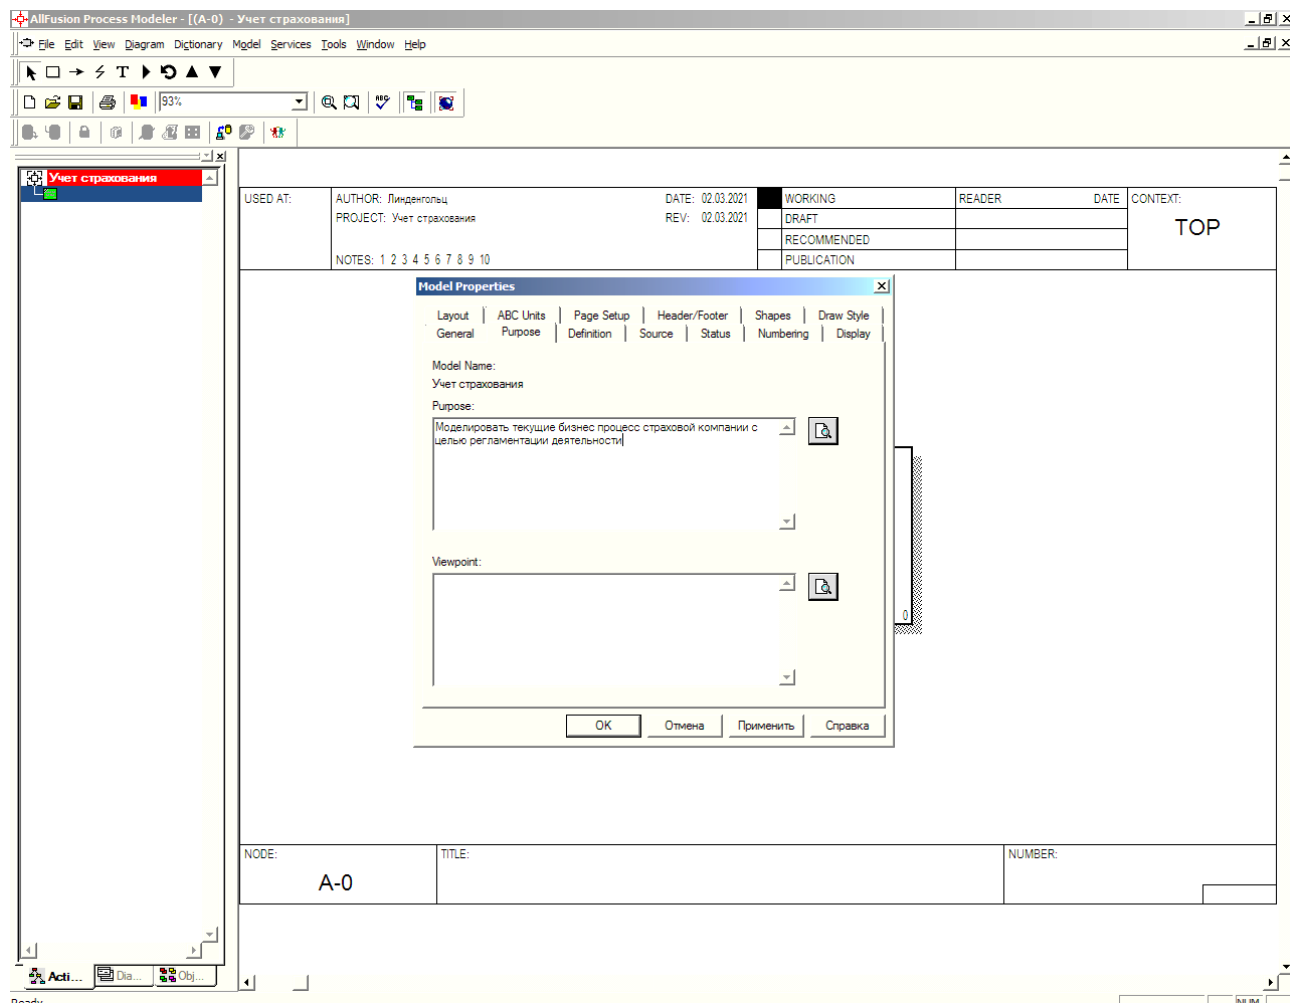 AllFusion Process Modeler - [(A-0) - Учет страхования]
File Edit View Diagram Dictionary Model Services Tools Window Help
93%
Учет страхования
USED AT:
AUTHOR: Линденгольц
DATE: 02.03.2021
PROJECT: Учет страхования
REV: 02.03.2021
NOTES: 1 2 3 4 5 6 7 8 9 10
WORKING
DRAFT
RECOMMENDED
PUBLICATION
READER DATE
CONTEXT:
TOP
Model Properties
Layout ABC Units Page Setup Header/Footer Shapes Draw Style
General Purpose Definition Source Status Numbering Display
Model Name:
Учет страхования
Purpose:
Моделировать текущие бизнес процесс страховой компании с
целью регламентации деятельности
Viewpoint:
0
OK Отмена Применить Справка
NODE:
A-0
TITLE:
NUMBER:
Acti... Dia... Obj...
Ready
NUM